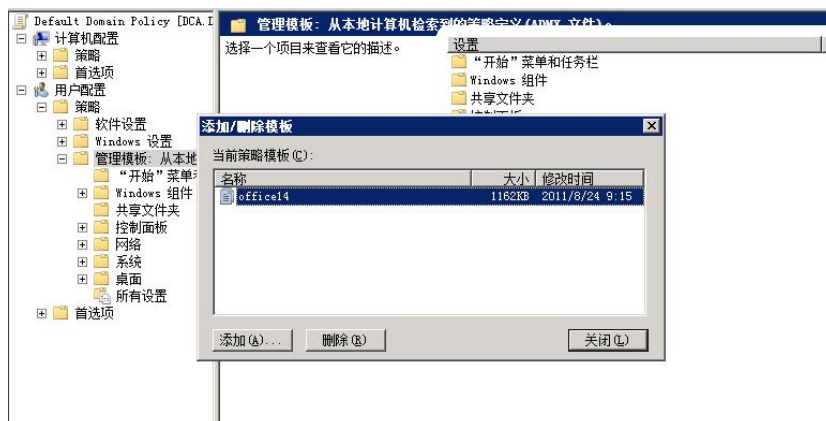 Default Domain Policy [DCA.I
计算机配置
策略
首选项
用户配置
策略
软件设置
Windows 设置
管理模板: 从本地
“开始”菜单
Windows 组件
共享文件夹
控制面板
网络
系统
桌面
所有设置
首选项
管理模板: 从本地计算机检索到的策略定义(ADMX 文件)。
选择一个项目来查看它的描述。
设置
“开始”菜单和任务栏
Windows 组件
共享文件夹
添加/删除模板
当前策略模板(C):
名称 大小 修改时间
office14 1162KB 2011/8/24 9:15
添加(A)... 删除(R) 关闭(L)